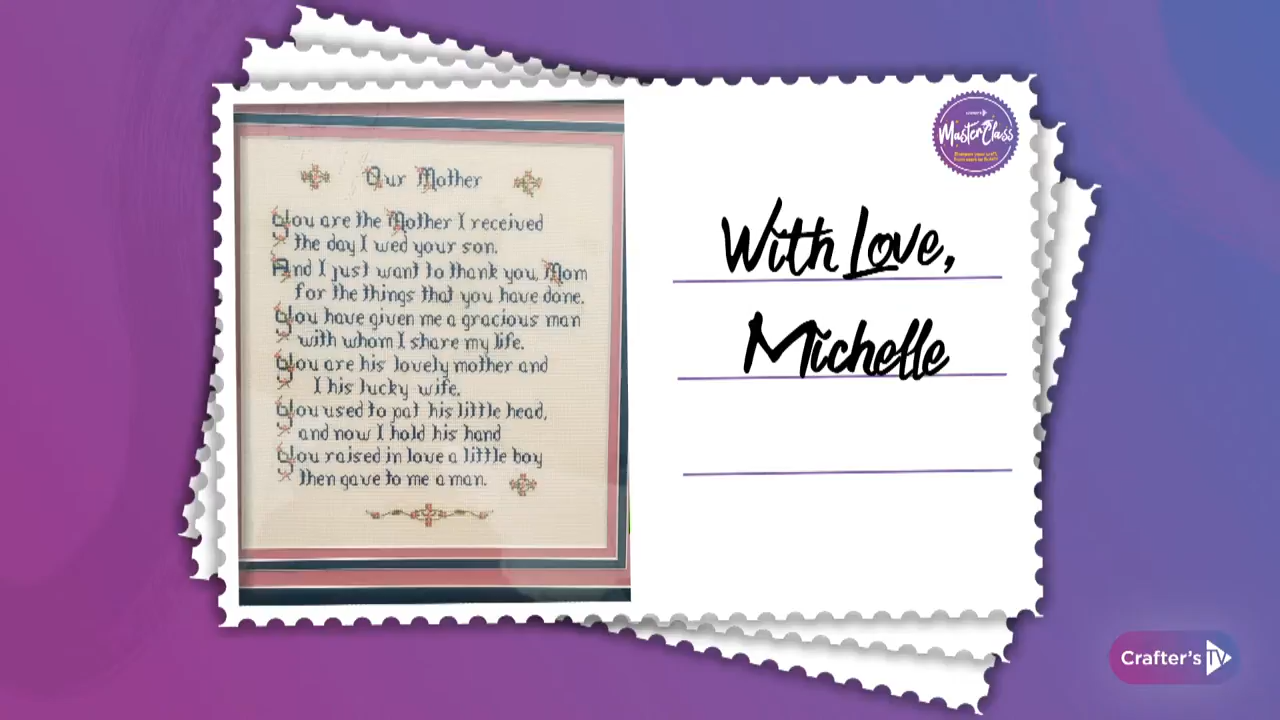 Our Mother
You are the Mother I received
the day I wed your son.
And I just want to thank you, Mom
for the things that you have done.
You have given me a gracious man
with whom I share my life.
You are his lovely mother and
I his lucky wife.
You used to pat his little head,
and now I hold his hand
You raised in love a little boy
then gave to me a man.
With Love,
Michelle
CRAFTER'S
MasterClass
Crafter's TV